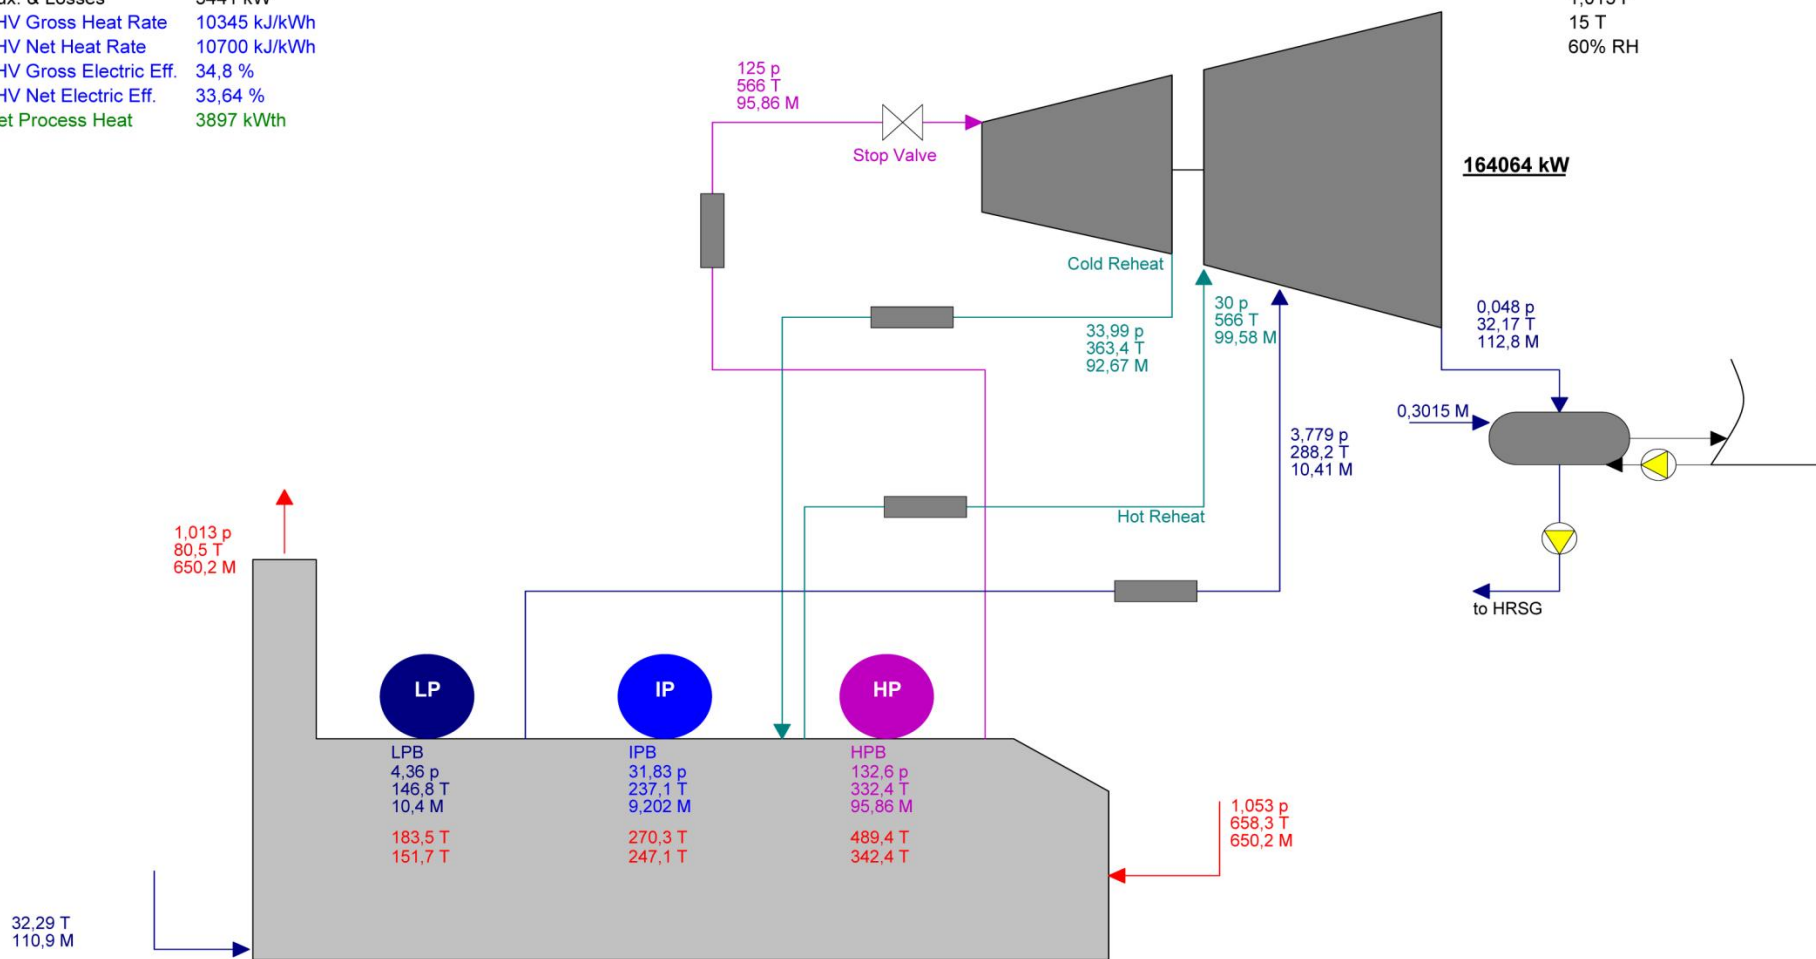 ux. & Losses
HV Gross Heat Rate 10345 kJ/kWh
HV Net Heat Rate 10700 kJ/kWh
HV Gross Electric Eff. 34,8 %
HV Net Electric Eff. 33,64 %
et Process Heat 3897 kWth
15 T
60% RH
125 p
566 T
95,86 M
Stop Valve
164064 kW
Cold Reheat
33,99 p
363,4 T
92,67 M
30 p
566 T
99,58 M
0,048 p
32,17 T
112,8 M
0,3015 M
3,779 p
288,2 T
10,41 M
Hot Reheat
1,013 p
80,5 T
650,2 M
to HRSG
LP
IP
HP
LPB
4,36 p
146,8 T
10,4 M
183,5 T
151,7 T
IPB
31,83 p
237,1 T
9,202 M
270,3 T
247,1 T
HPB
132,6 p
332,4 T
95,86 M
489,4 T
342,4 T
1,053 p
658,3 T
650,2 M
32,29 T
110,9 M